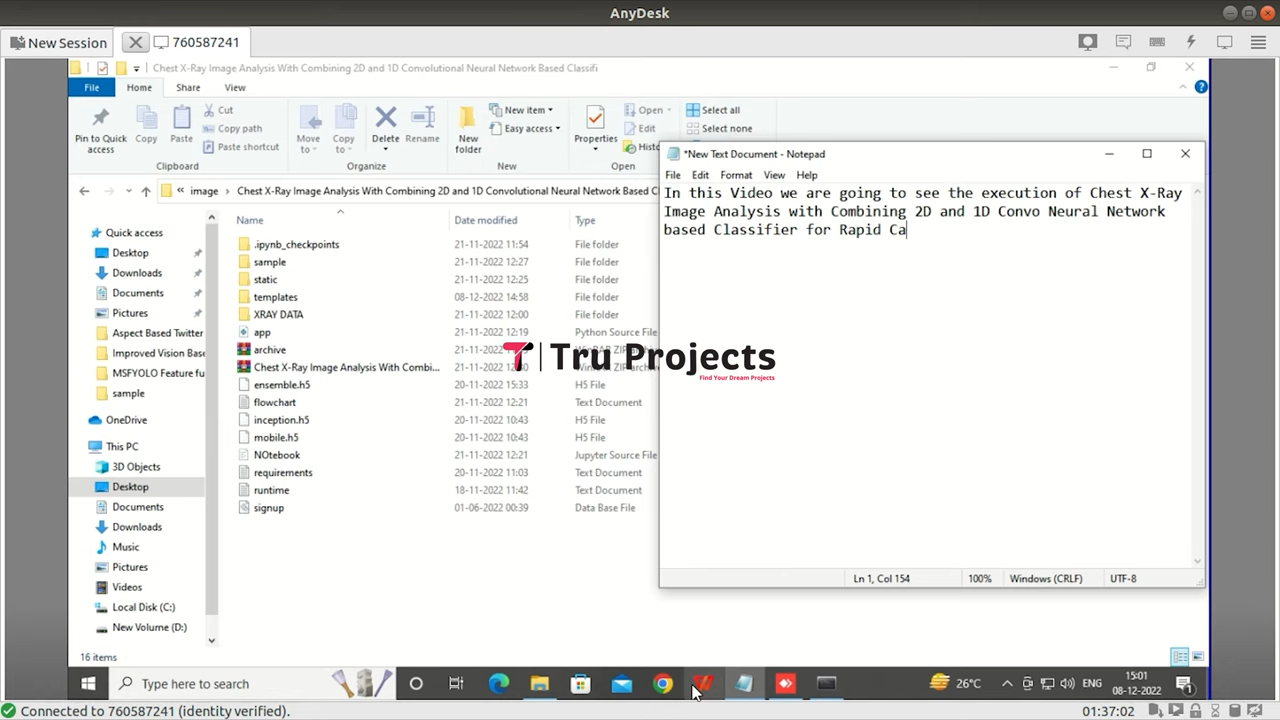 AnyDesk
New Session
760587241
Chest X-Ray Image Analysis With Combining 2D and 1D Convolutional Neural Network Based Classifi
File
Home
Share
View
Pin to Quick access
Copy
Paste
Cut
Copy path
Paste shortcut
Clipboard
Move to
Copy to
Delete
Rename
Organize
New folder
New item
Easy access
New
Properties
Open
Edit
Histo
Open
Select all
Select none
« image › Chest X-Ray Image Analysis With Combining 2D and 1D Convolutional Neural Network Based Cl
Name
Date modified
Type
.ipynb_checkpoints 21-11-2022 11:54 File folder
sample 21-11-2022 12:27 File folder
static 21-11-2022 12:25 File folder
templates 08-12-2022 14:58 File folder
XRAY DATA 21-11-2022 12:00 File folder
app 21-11-2022 12:19 Python Source File
archive
Chest X-Ray Image Analysis With Combi...
ensemble.h5 20-11-2022 15:33 H5 File
flowchart 21-11-2022 12:21 Text Document
inception.h5 20-11-2022 10:43 H5 File
mobile.h5 20-11-2022 10:43 H5 File
NOtebook 21-11-2022 12:21 Jupyter Source File
requirements 20-11-2022 11:03 Text Document
runtime 18-11-2022 11:42 Text Document
signup 01-06-2022 00:39 Data Base File
Quick access
Desktop
Downloads
Documents
Pictures
Aspect Based Twitter
Improved Vision Base
MSFYOLO Feature fu
sample
OneDrive
This PC
3D Objects
Desktop
Documents
Downloads
Music
Pictures
Videos
Local Disk (C:)
New Volume (D:)
16 items
*New Text Document - Notepad
File Edit Format View Help
In this Video we are going to see the execution of Chest X-Ray
Image Analysis with Combining 2D and 1D Convo Neural Network
based Classifier for Rapid Ca
Ln 1, Col 154
100%
Windows (CRLF)
UTF-8
Tru Projects
Find Your Dream Projects
Type here to search
26°C
ENG
15:01
08-12-2022
1
Connected to 760587241 (identity verified).
01:37:02